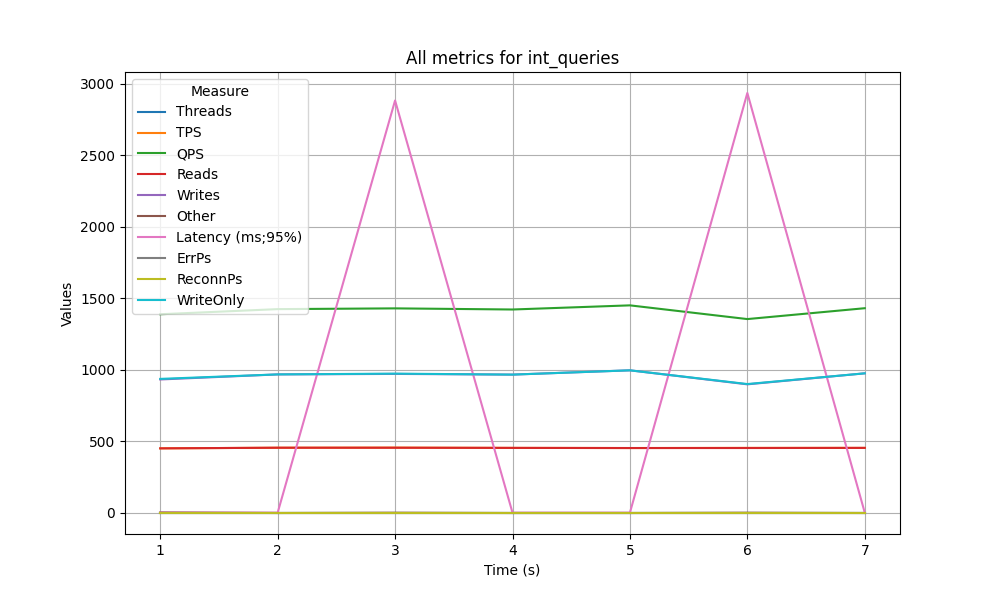 All metrics for int_queries
3000
2500
2000
1500
1000
500
0
Values
Measure
Threads
TPS
QPS
Reads
Writes
Other
Latency (ms;95%)
ErrPs
ReconnPs
WriteOnly
1 2 3 4 5 6 7
Time (s)